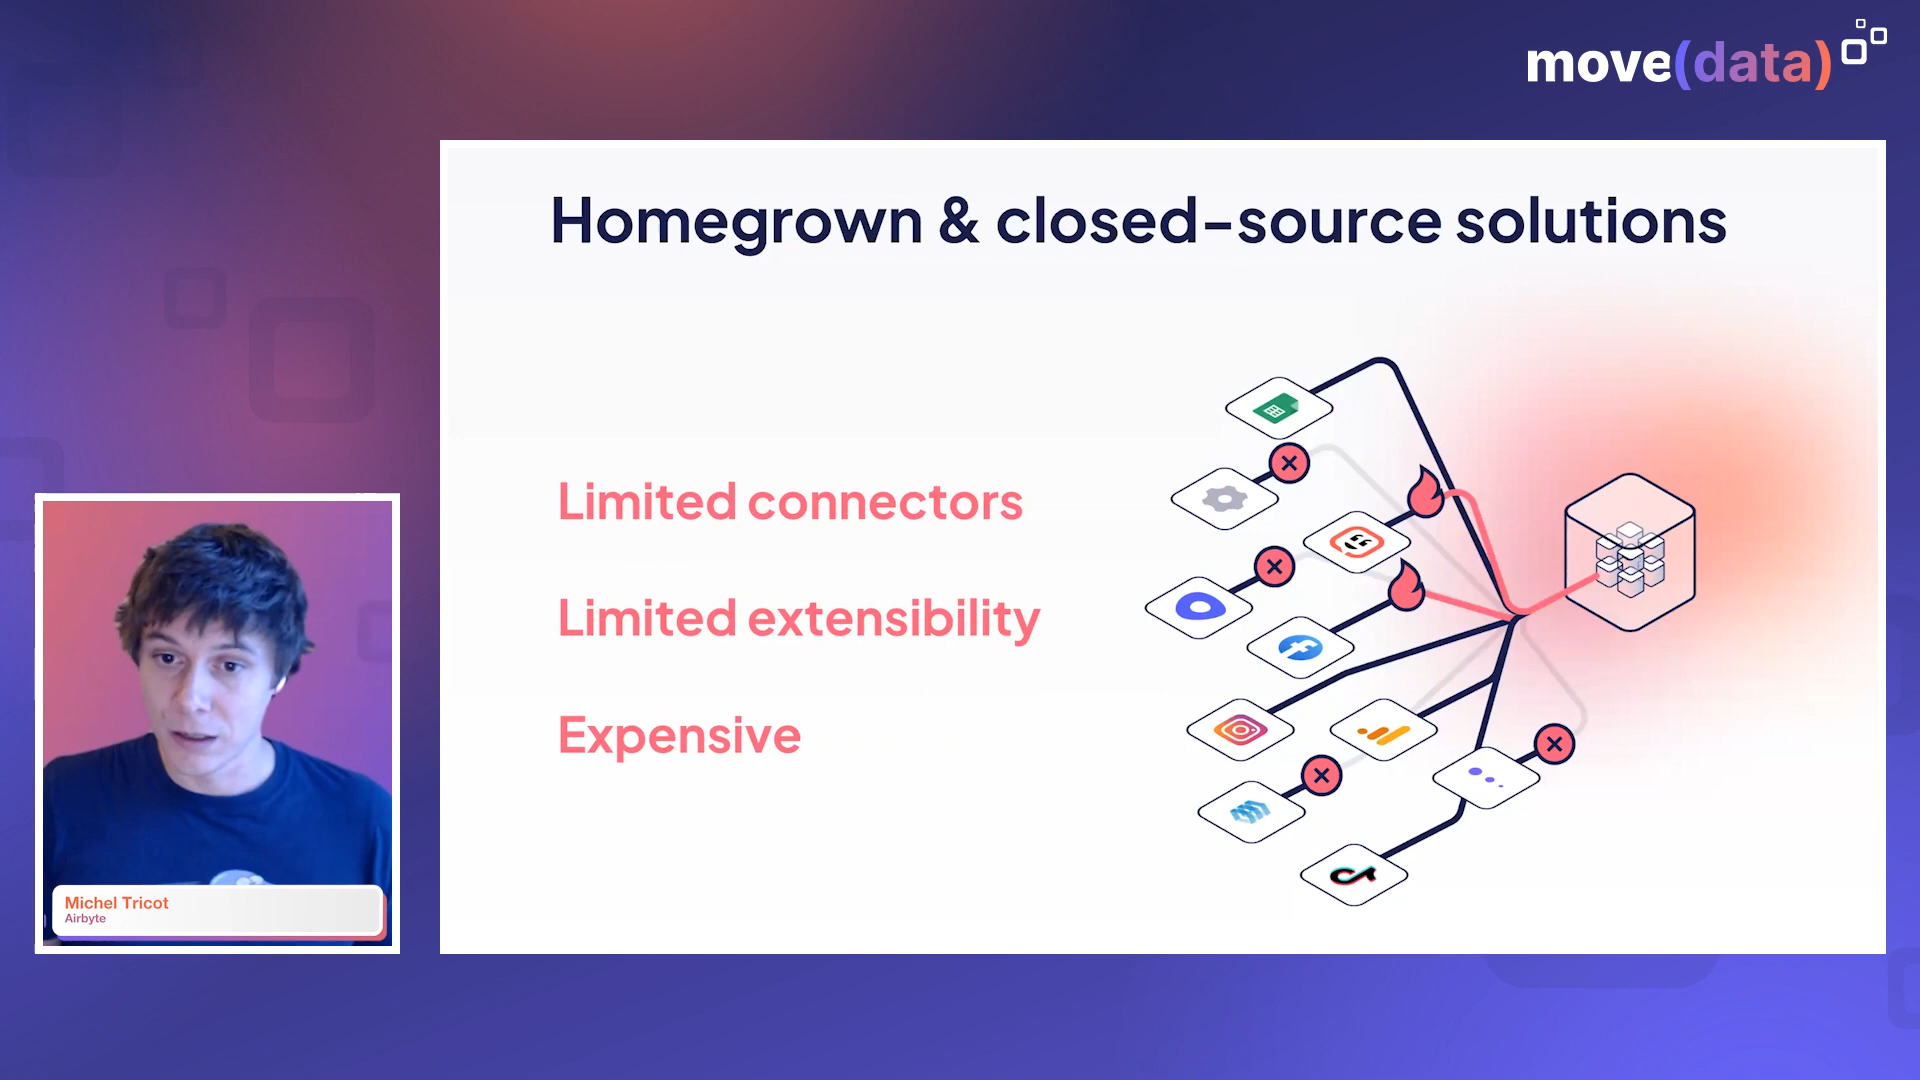 move(data)
Homegrown & closed-source solutions
Limited connectors
Limited extensibility
Expensive
Michel Tricot
Airbyte